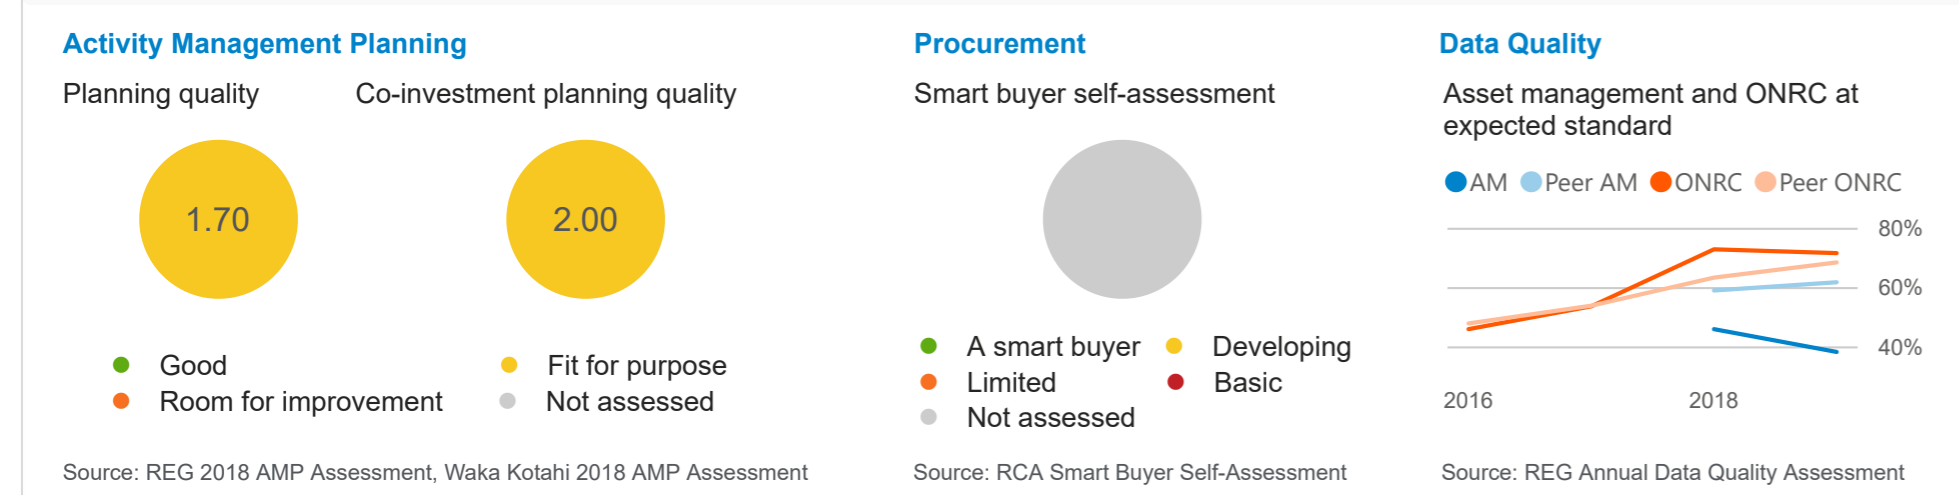 Activity Management Planning
Planning quality
Co-investment planning quality
1.70
2.00
Good
Fit for purpose
Room for improvement
Not assessed
Source: REG 2018 AMP Assessment, Waka Kotahi 2018 AMP Assessment
Procurement
Smart buyer self-assessment
A smart buyer
Developing
Limited
Basic
Not assessed
Source: RCA Smart Buyer Self-Assessment
Data Quality
Asset management and ONRC at
expected standard
AM Peer AM ONRC Peer ONRC
80%
60%
40%
2016 2018
Source: REG Annual Data Quality Assessment